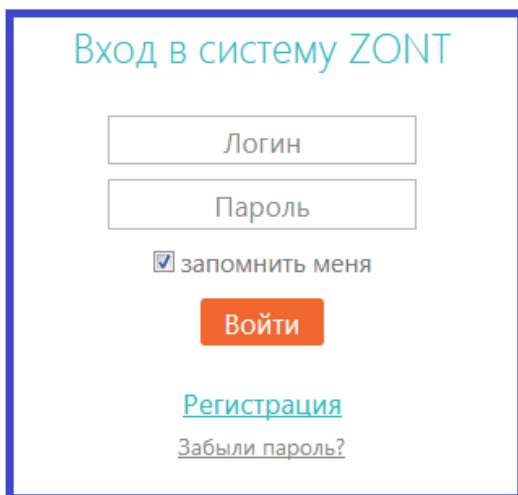 Вход в систему ZONT
Логин
Пароль
запомнить меня
Войти
Регистрация
Забыли пароль?